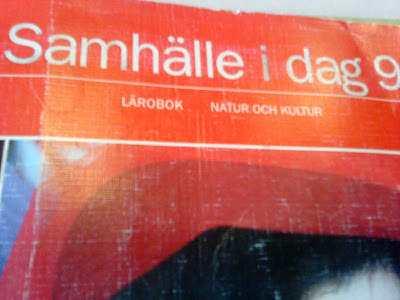 Samhälle i dag 9
LÄROBOK NATUR OCH KULTUR